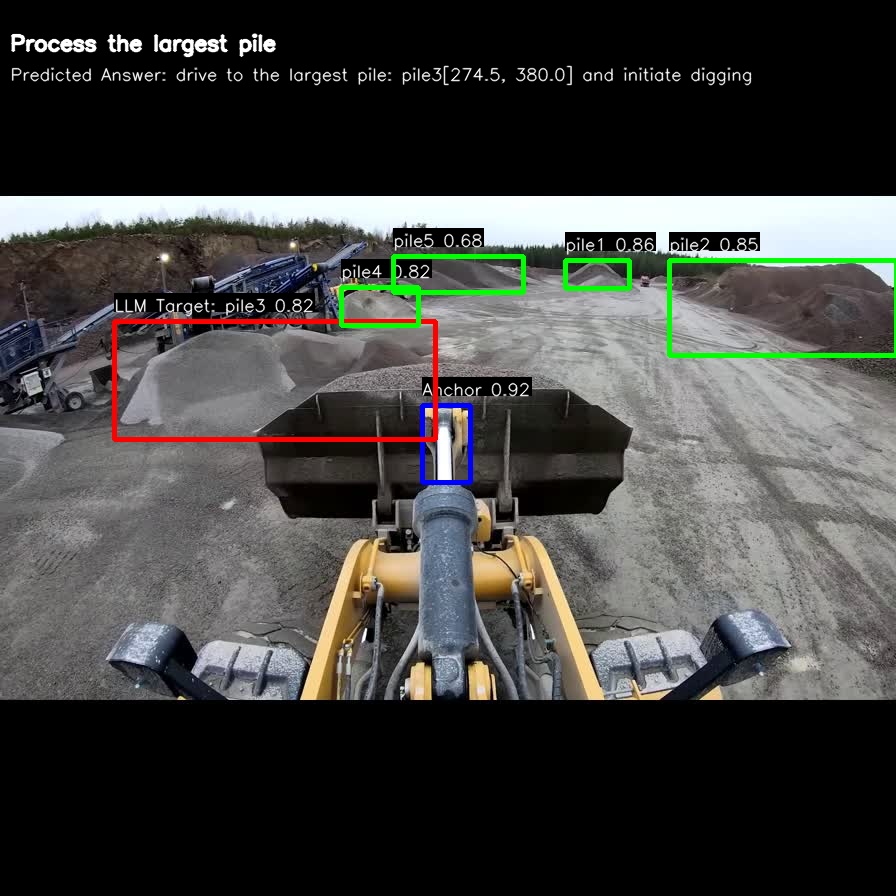 Process the largest pile
Predicted Answer: drive to the largest pile: pile3[274.5, 380.0] and initiate digging
pile5 0.68
pile1 0.86
pile2 0.85
pile4 0.82
LLM Target: pile3 0.82
Anchor 0.92